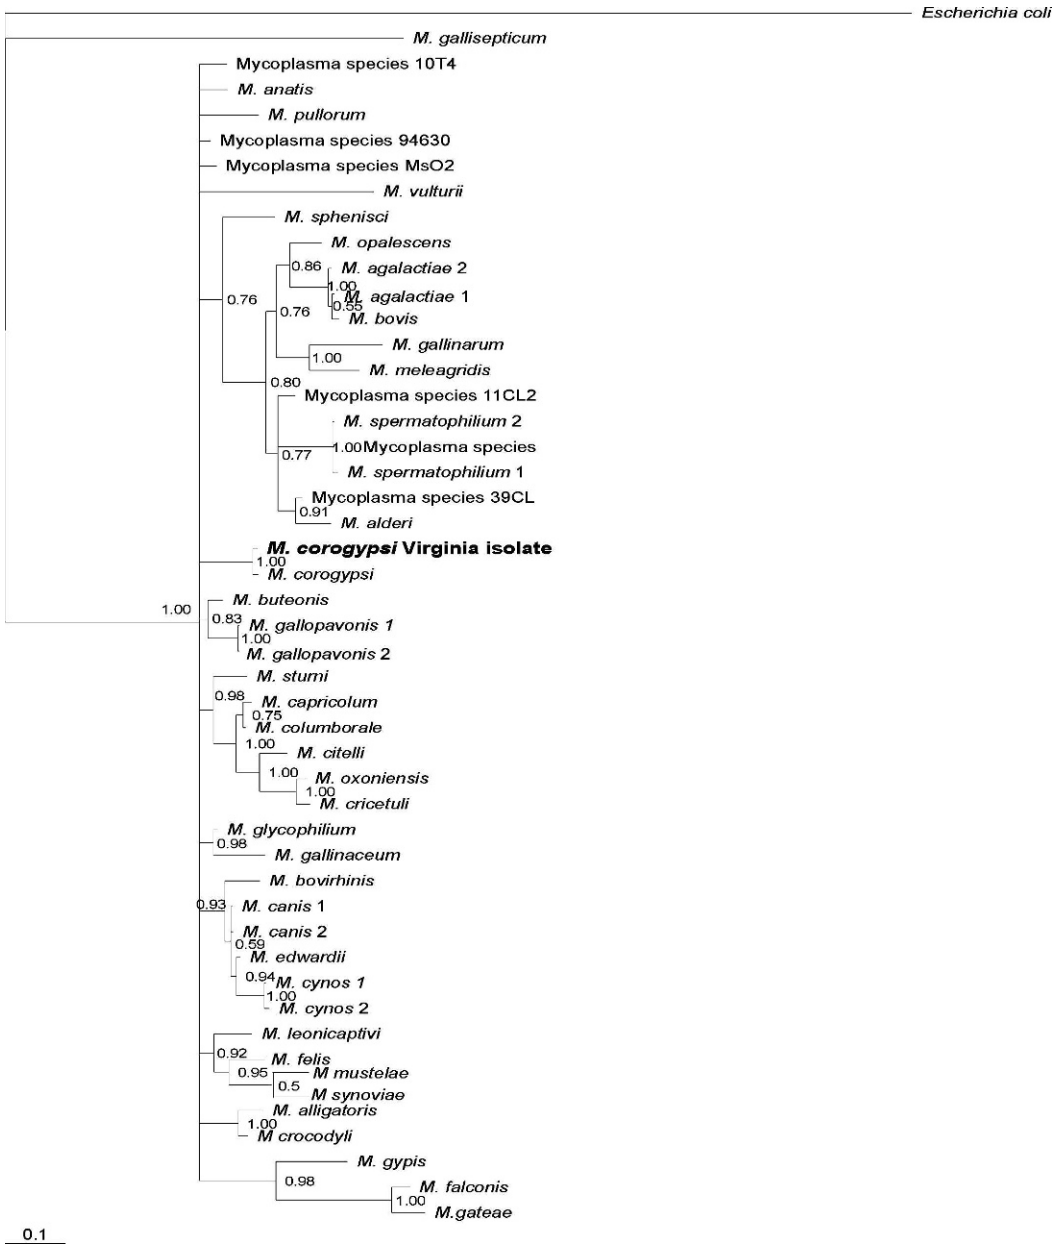 Escherichia coli
M. gallisepticum
Mycoplasma species 10T4
M. anatis
M. pullorum
Mycoplasma species 94630
Mycoplasma species MsO2
M. vulturii
M. sphenisci
M. opalescens
0.86
M. agalactiae 2
1.00
M. agalactiae 1
0.76
0.76
0.55
M. bovis
M. gallinarum
1.00
M. meleagridis
0.80
Mycoplasma species 11CL2
M. spermatophilium 2
1.00 Mycoplasma species
0.77
M. spermatophilium 1
Mycoplasma species 39CL
0.91
M. alderi
M. corogypsi Virginia isolate
1.00
M. corogypsi
M. buteonis
1.00
0.83
M. gallopavonis 1
1.00
M. gallopavonis 2
M. sturni
0.98
M. capricolum
0.75
M. columborale
1.00
M. citelli
1.00
M. oxoniensis
1.00
M. cricetuli
M. glycophilium
0.98
M. gallinaceum
M. bovirhinis
0.93
M. canis 1
M. canis 2
0.59
M. edwardii
0.94
M. cynos 1
1.00
M. cynos 2
M. leonicaptivi
0.92
M. felis
0.95
M mustelae
0.5
M synoviae
M. alligatoris
1.00
M crocodyli
M. gypis
0.98
M. falconis
1.00
M.gateae
0.1